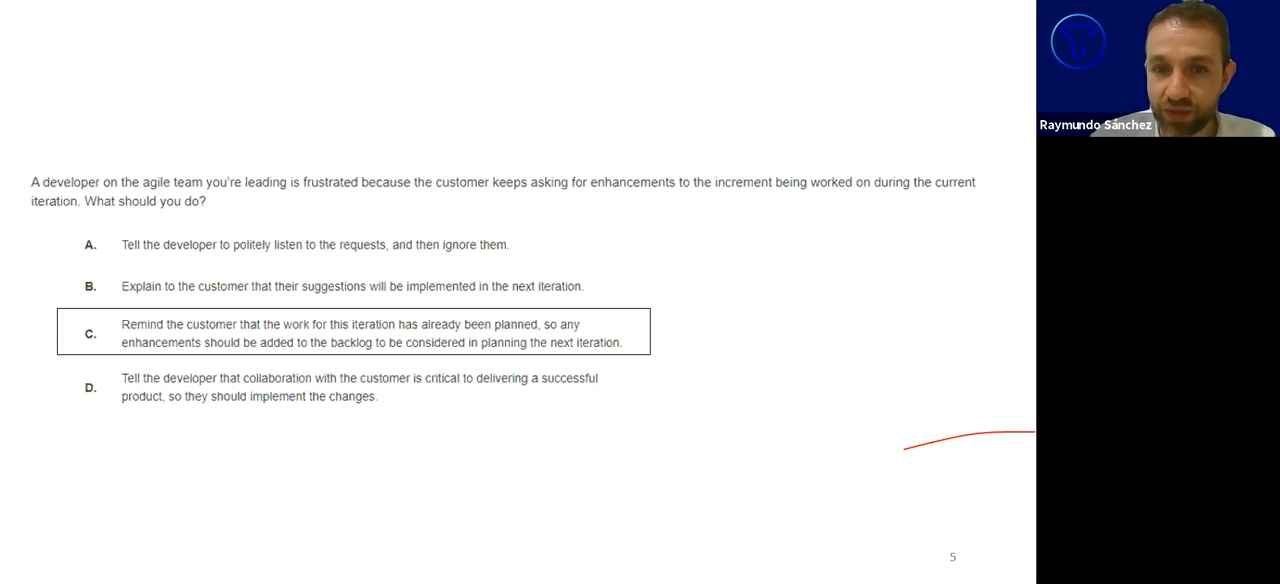 A developer on the agile team you're leading is frustrated because the customer keeps asking for enhancements to the increment being worked on during the current
iteration. What should you do?
A. Tell the developer to politely listen to the requests, and then ignore them.
B. Explain to the customer that their suggestions will be implemented in the next iteration.
C. Remind the customer that the work for this iteration has already been planned, so any
enhancements should be added to the backlog to be considered in planning the next iteration.
D. Tell the developer that collaboration with the customer is critical to delivering a successful
product, so they should implement the changes.
5
Raymundo Sánchez